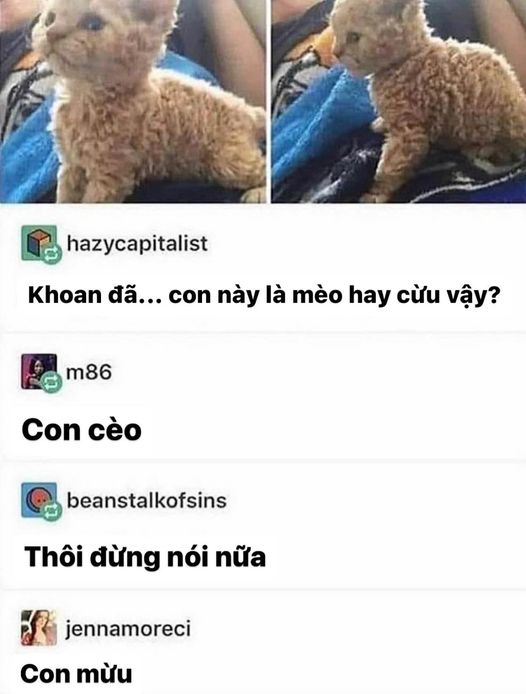 hazycapitalist
Khoan đã... con này là mèo hay cừu vậy?
m86
Con cèo
beanstalkofsins
Thôi đừng nói nữa
jennamoreci
Con mừu